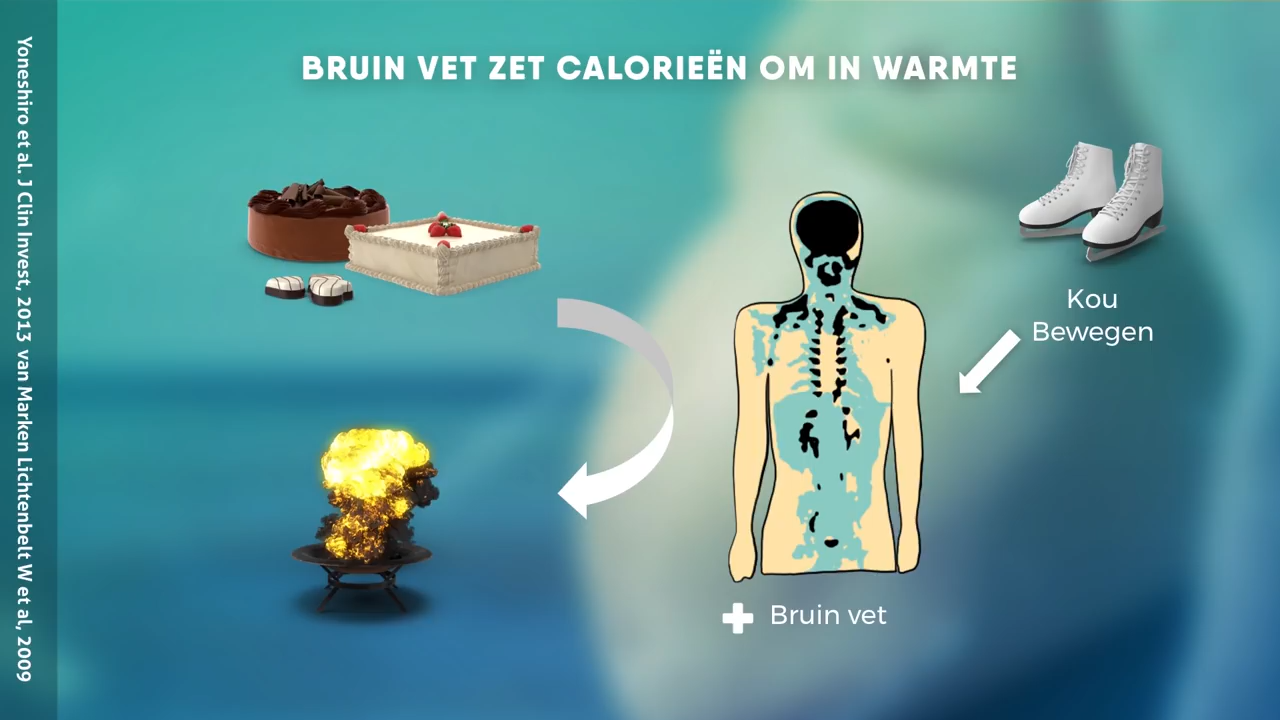 BRUIN VET ZET CALORIEËN OM IN WARMTE
Kou
Bewegen
Bruin vet
Yoneshiro et al. J Clin Invest, 2013 van Marken Lichtenbelt W et al, 2009